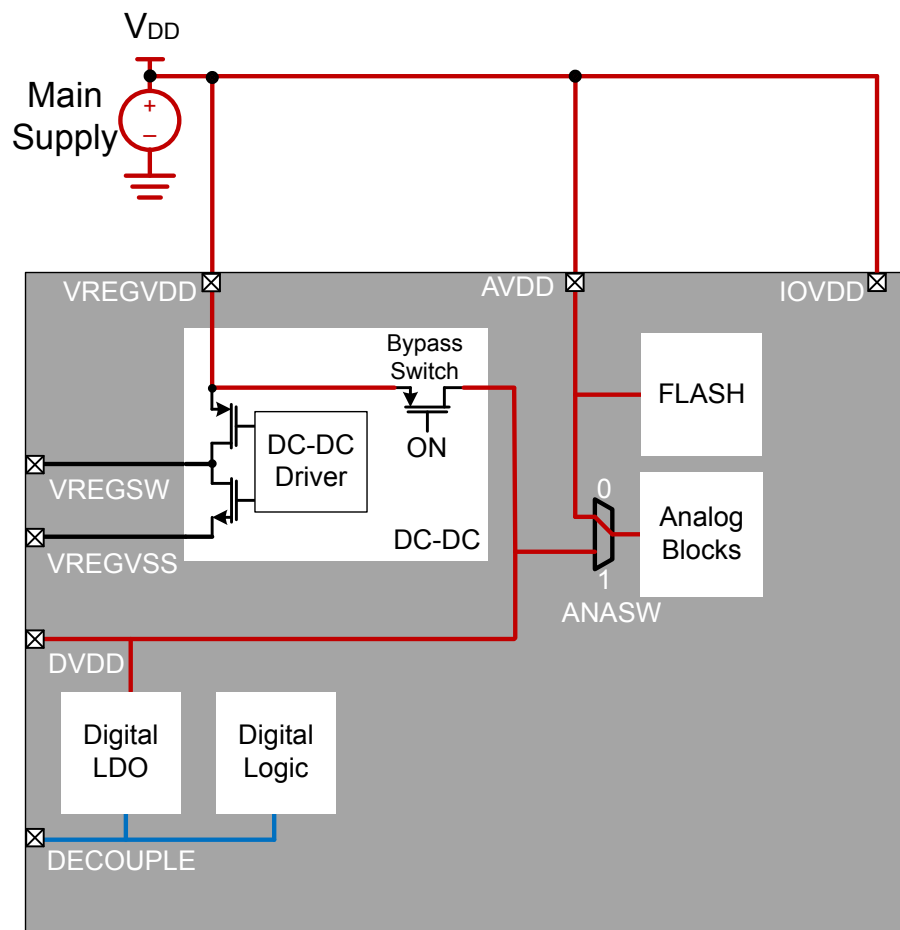 VDD
Main
Supply
+
–
VREGVDD
AVDD
IOVDD
Bypass
Switch
ON
FLASH
DC-DC
Driver
VREGSW
DC-DC
VREGVSS
0
Analog
Blocks
1
ANASW
DVDD
Digital
LDO
Digital
Logic
DECOUPLE